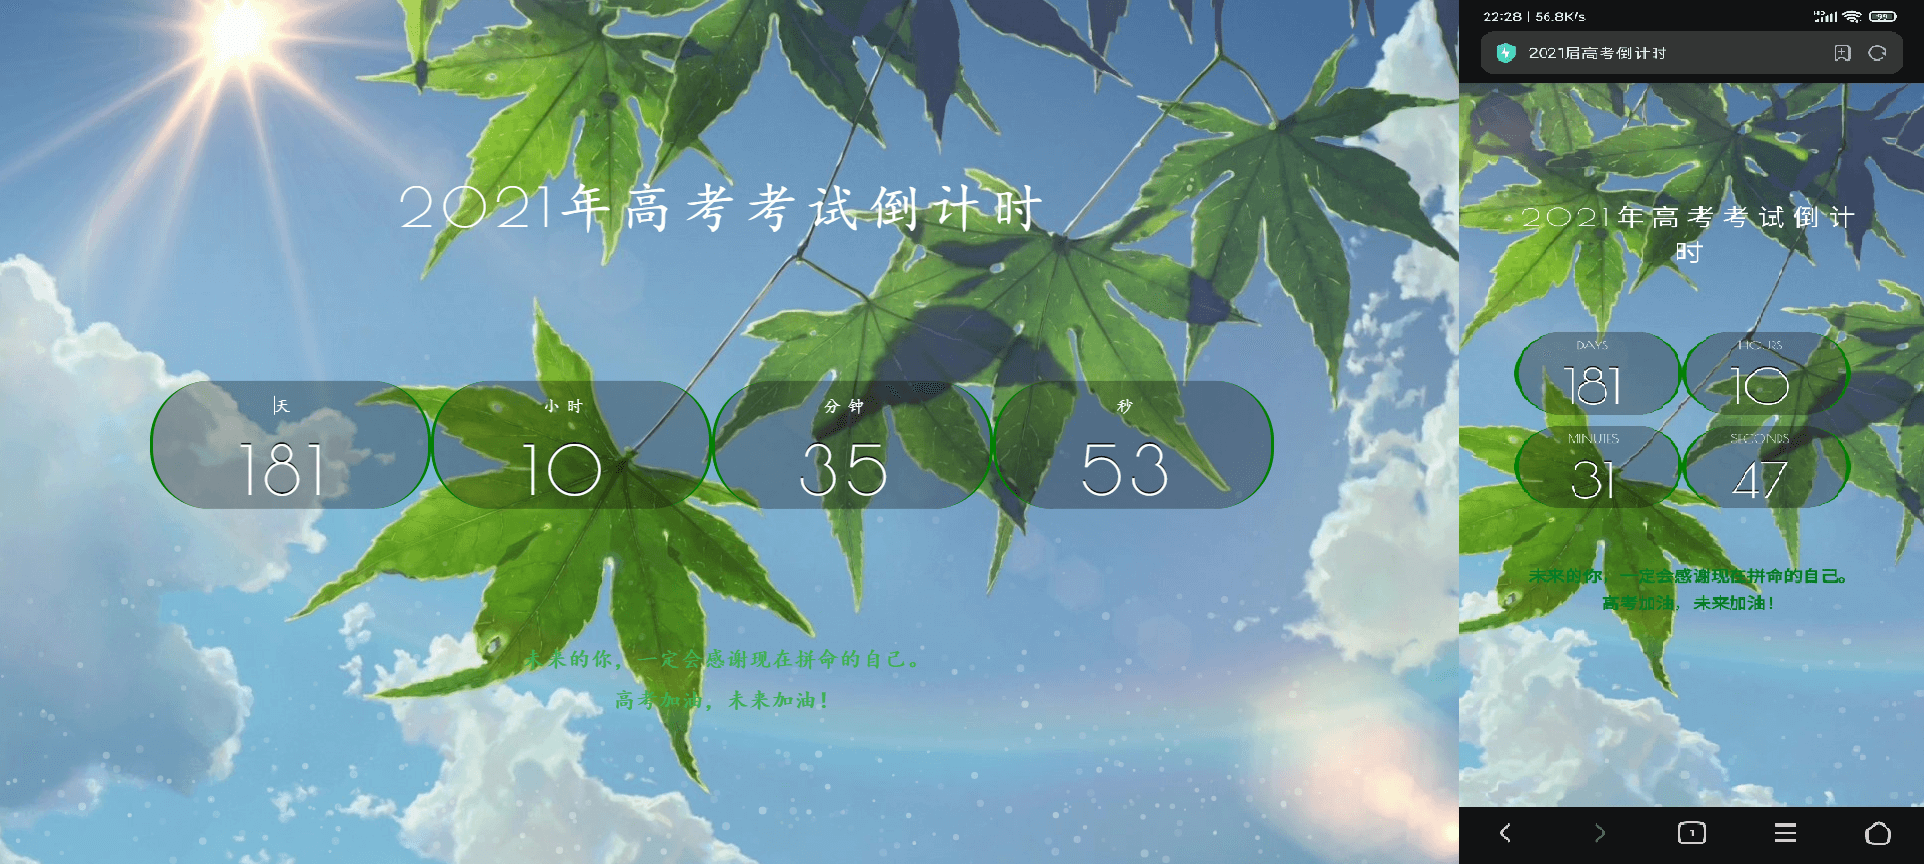 2021年高考考试倒计时
天
181
小时
10
分钟
35
秒
53
未来的你，一定会感谢现在拼命的自己。
高考加油，未来加油！
22:28 | 56.8K/s
99
2021届高考倒计时
2021年高考考试倒计
时
DAYS
181
HOURS
10
MINUTES
31
SECONDS
47
未来的你，一定会感谢现在拼命的自己。
高考加油，未来加油！
1